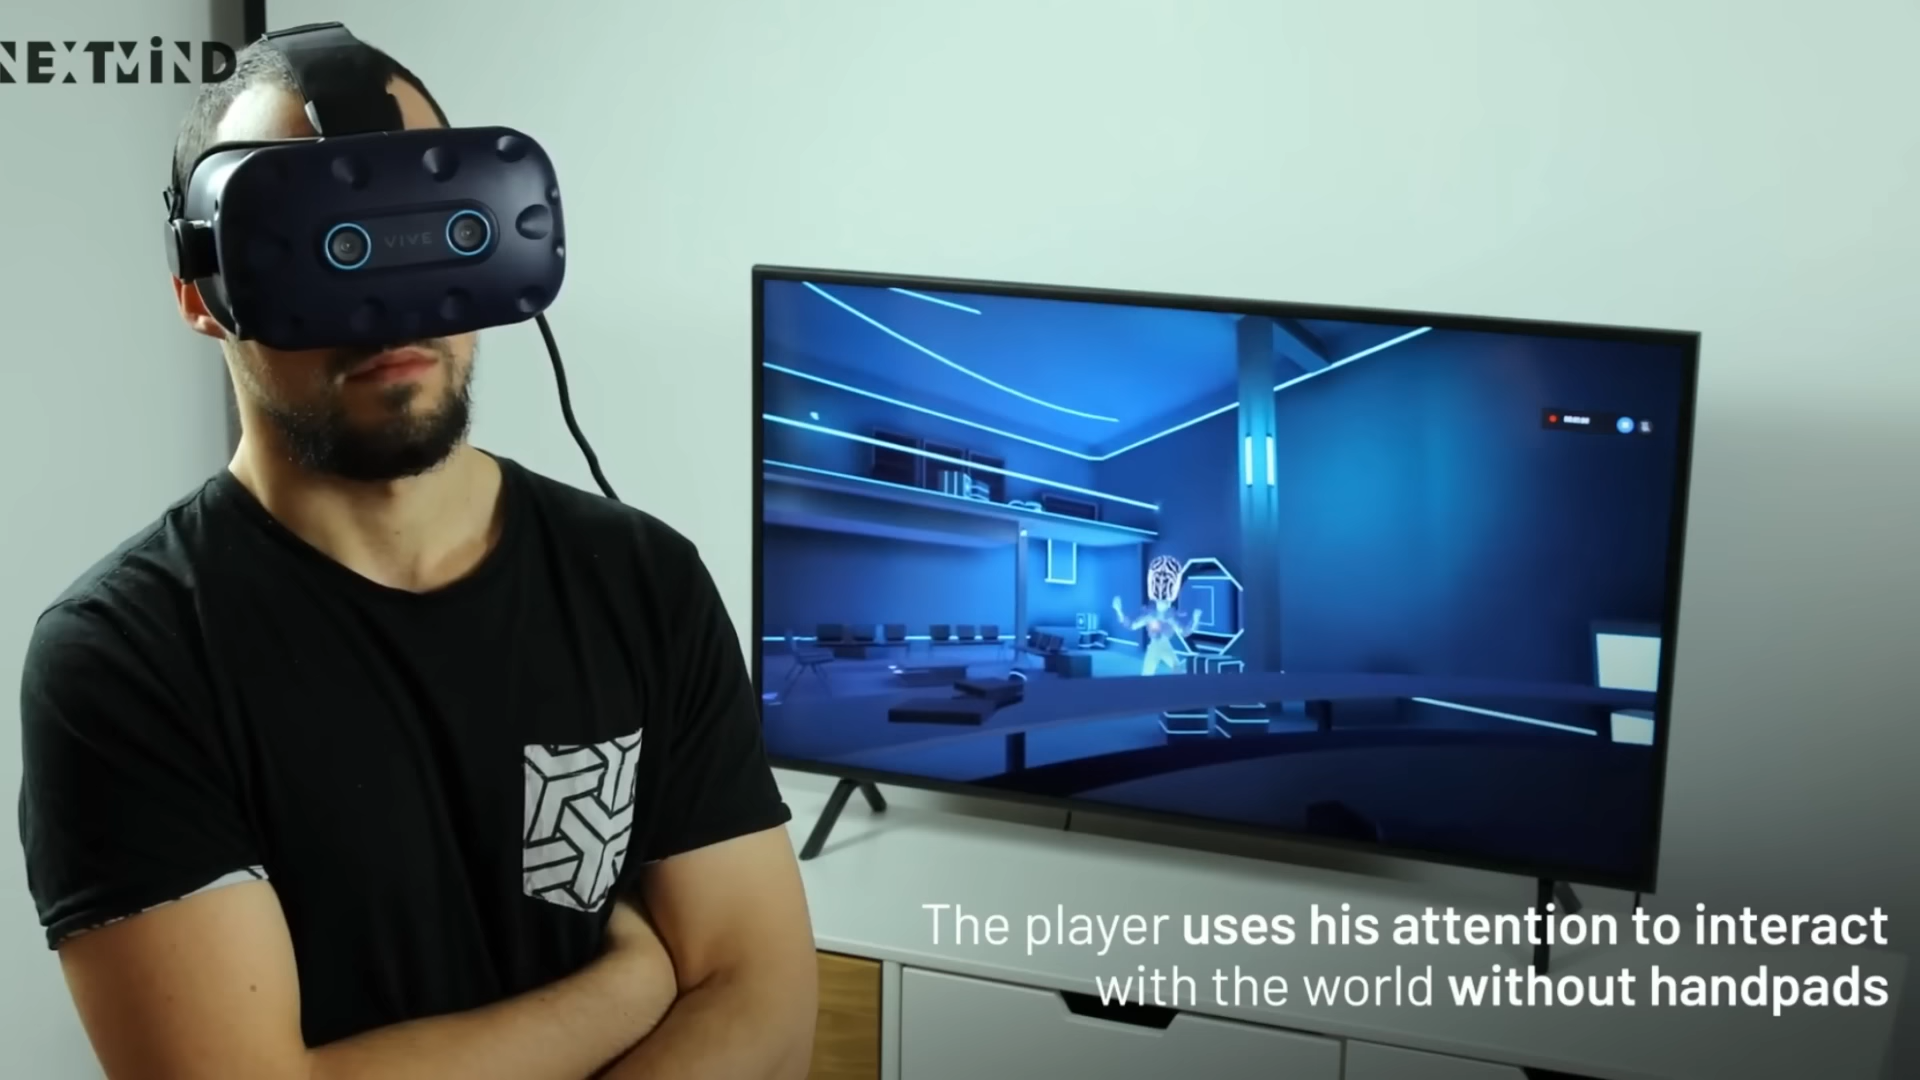 NEXTMiND
VIVE
The player uses his attention to interact
with the world without handpads